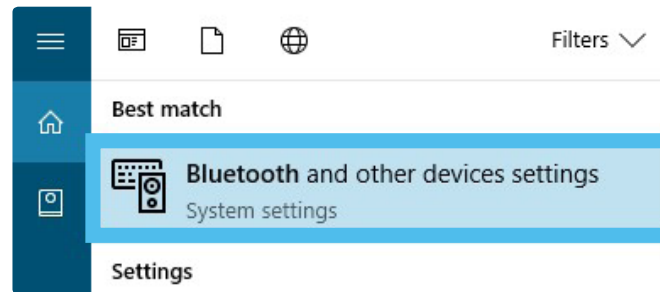 Filters
Best match
Bluetooth and other devices settings
System settings
Settings